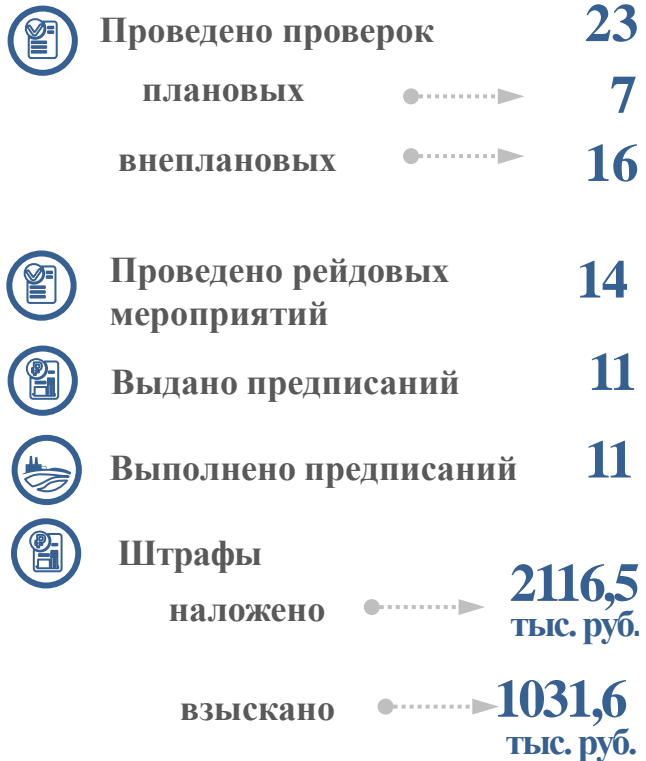 Проведено проверок 23
плановых 7
внеплановых 16
Проведено рейдовых
мероприятий 14
Выдано предписаний 11
Выполнено предписаний 11
Штрафы
наложено 2116,5
тыс. руб.
взыскано 1031,6
тыс. руб.